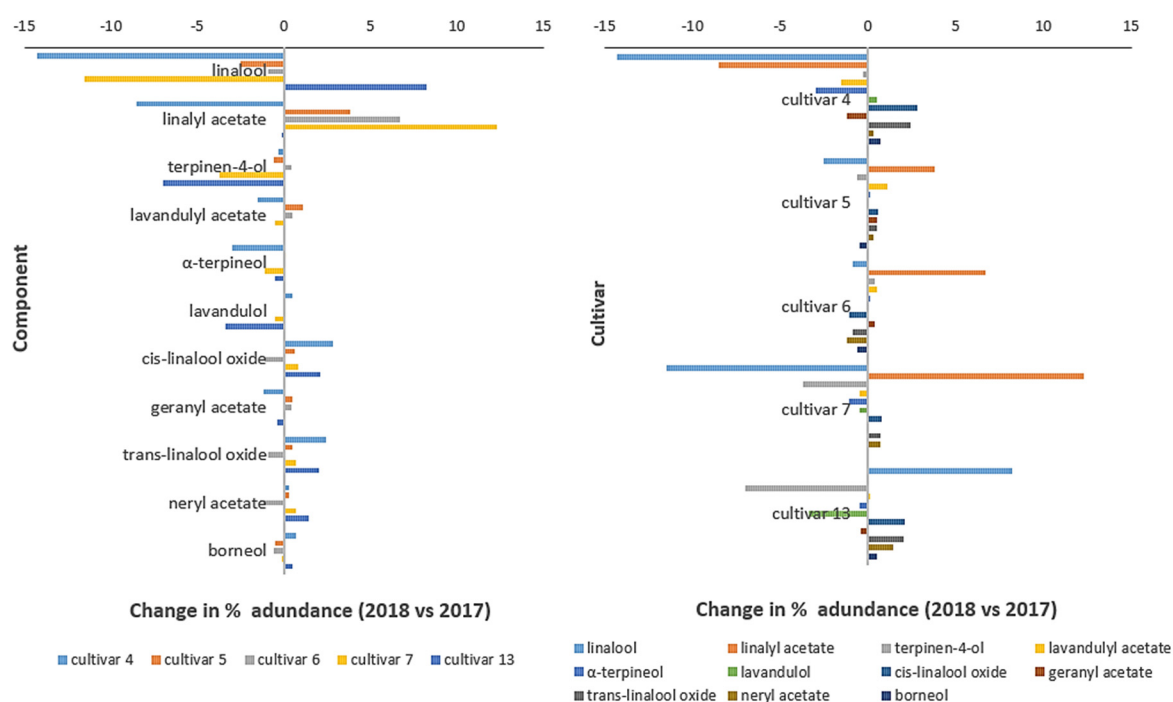 -15 -10 -5 0 5 10 15
linalool
linalyl acetate
terpinen-4-ol
lavandulyl acetate
α-terpineol
lavandulol
cis-linalool oxide
geranyl acetate
trans-linalool oxide
neryl acetate
borneol
Component
Change in % adundance (2018 vs 2017)
cultivar 4 cultivar 5 cultivar 6 cultivar 7 cultivar 13
-15 -10 -5 0 5 10 15
cultivar 4
cultivar 5
cultivar 6
cultivar 7
cultivar 13
Cultivar
Change in % adundance (2018 vs 2017)
linalool linalyl acetate terpinen-4-ol lavandulyl acetate
α-terpineol lavandulol cis-linalool oxide geranyl acetate
trans-linalool oxide neryl acetate borneol